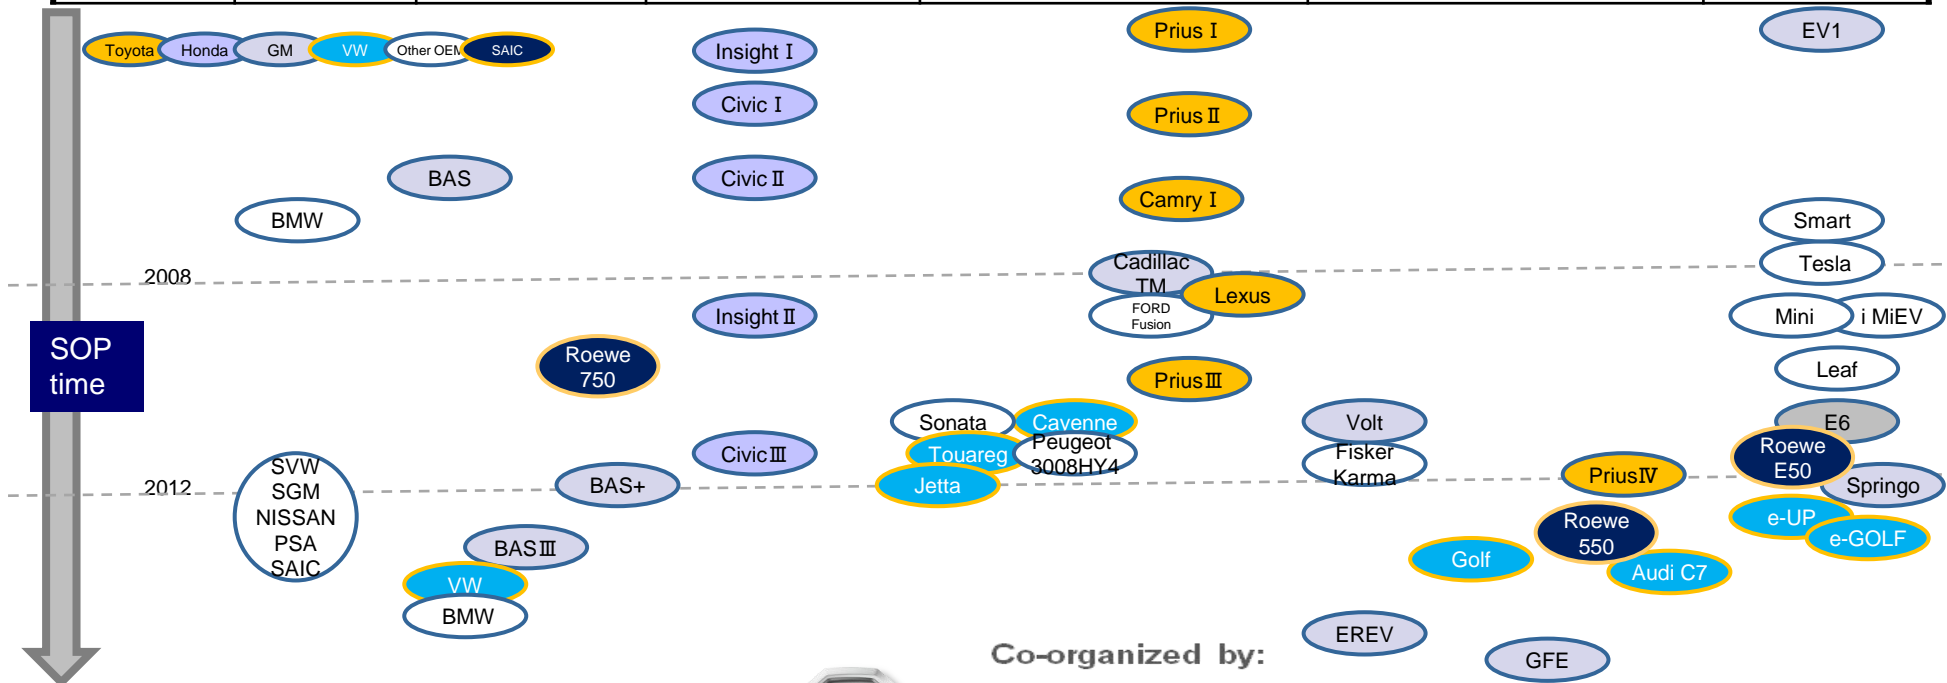 Prius I
EV1
Toyota
Honda
GM
VW
Other OEM
SAIC
Insight I
Civic I
Prius II
BAS
Civic II
Camry I
BMW
Smart
2008
Cadillac
TM
Tesla
Lexus
FORD
Fusion
Insight II
Mini
i MiEV
SOP
time
Roewe
750
Prius III
Leaf
Sonata
Cavenne
Volt
E6
Touareg
Peugeot
3008HY4
Civic III
Fisker
Karma
Roewe
E50
SVW
SGM
NISSAN
PSA
SAIC
2012
BAS+
Jetta
Prius IV
Springo
e-UP
Roewe
550
e-GOLF
BAS III
Golf
Audi C7
VW
BMW
EREV
Co-organized by:
GFE